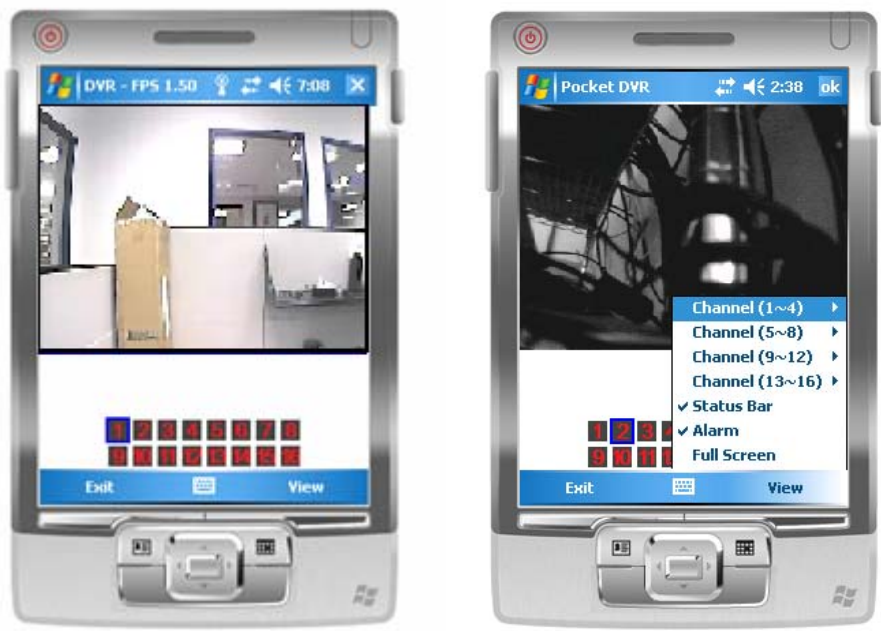 DVR - FPS 1.50 7:08
1 2 3 4 5 6 7 8
9 10 11 12 13 14 15 16
Exit View
Pocket DVR 2:38 ok
Channel (1~4)
Channel (5~8)
Channel (9~12)
Channel (13~16)
Status Bar
Alarm
Full Screen
1 2 3
9 10 11
Exit View